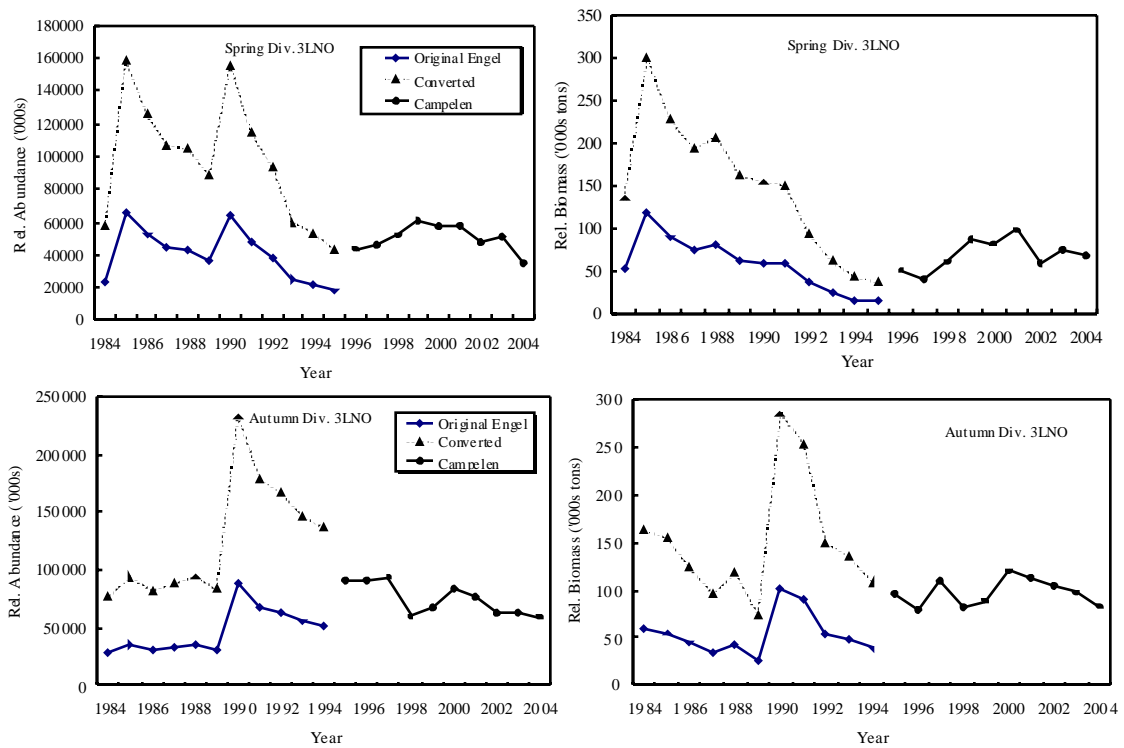 180000
160000
140000
120000
100000
80000
60000
40000
20000
0
Rel. Abundance ('000s)
Spring Div. 3LNO
Original Engel
Converted
Campelen
1984 1986 1988 1990 1992 1994 1996 1998 2000 2002 2004
Year
350
300
250
200
150
100
50
0
Rel. Biomass ('000s tons)
Spring Div. 3LNO
1984 1986 1988 1990 1992 1994 1996 1998 2000 2002 2004
Year
250000
200000
150000
100000
50000
0
Rel. Abundance ('000s)
Autumn Div. 3LNO
Original Engel
Converted
Campelen
1984 1986 1988 1990 1992 1994 1996 1998 2000 2002 2004
Year
300
250
200
150
100
50
0
Rel. Biomass ('000s tons)
Autumn Div. 3LNO
1984 1986 1988 1990 1992 1994 1996 1998 2000 2002 2004
Year